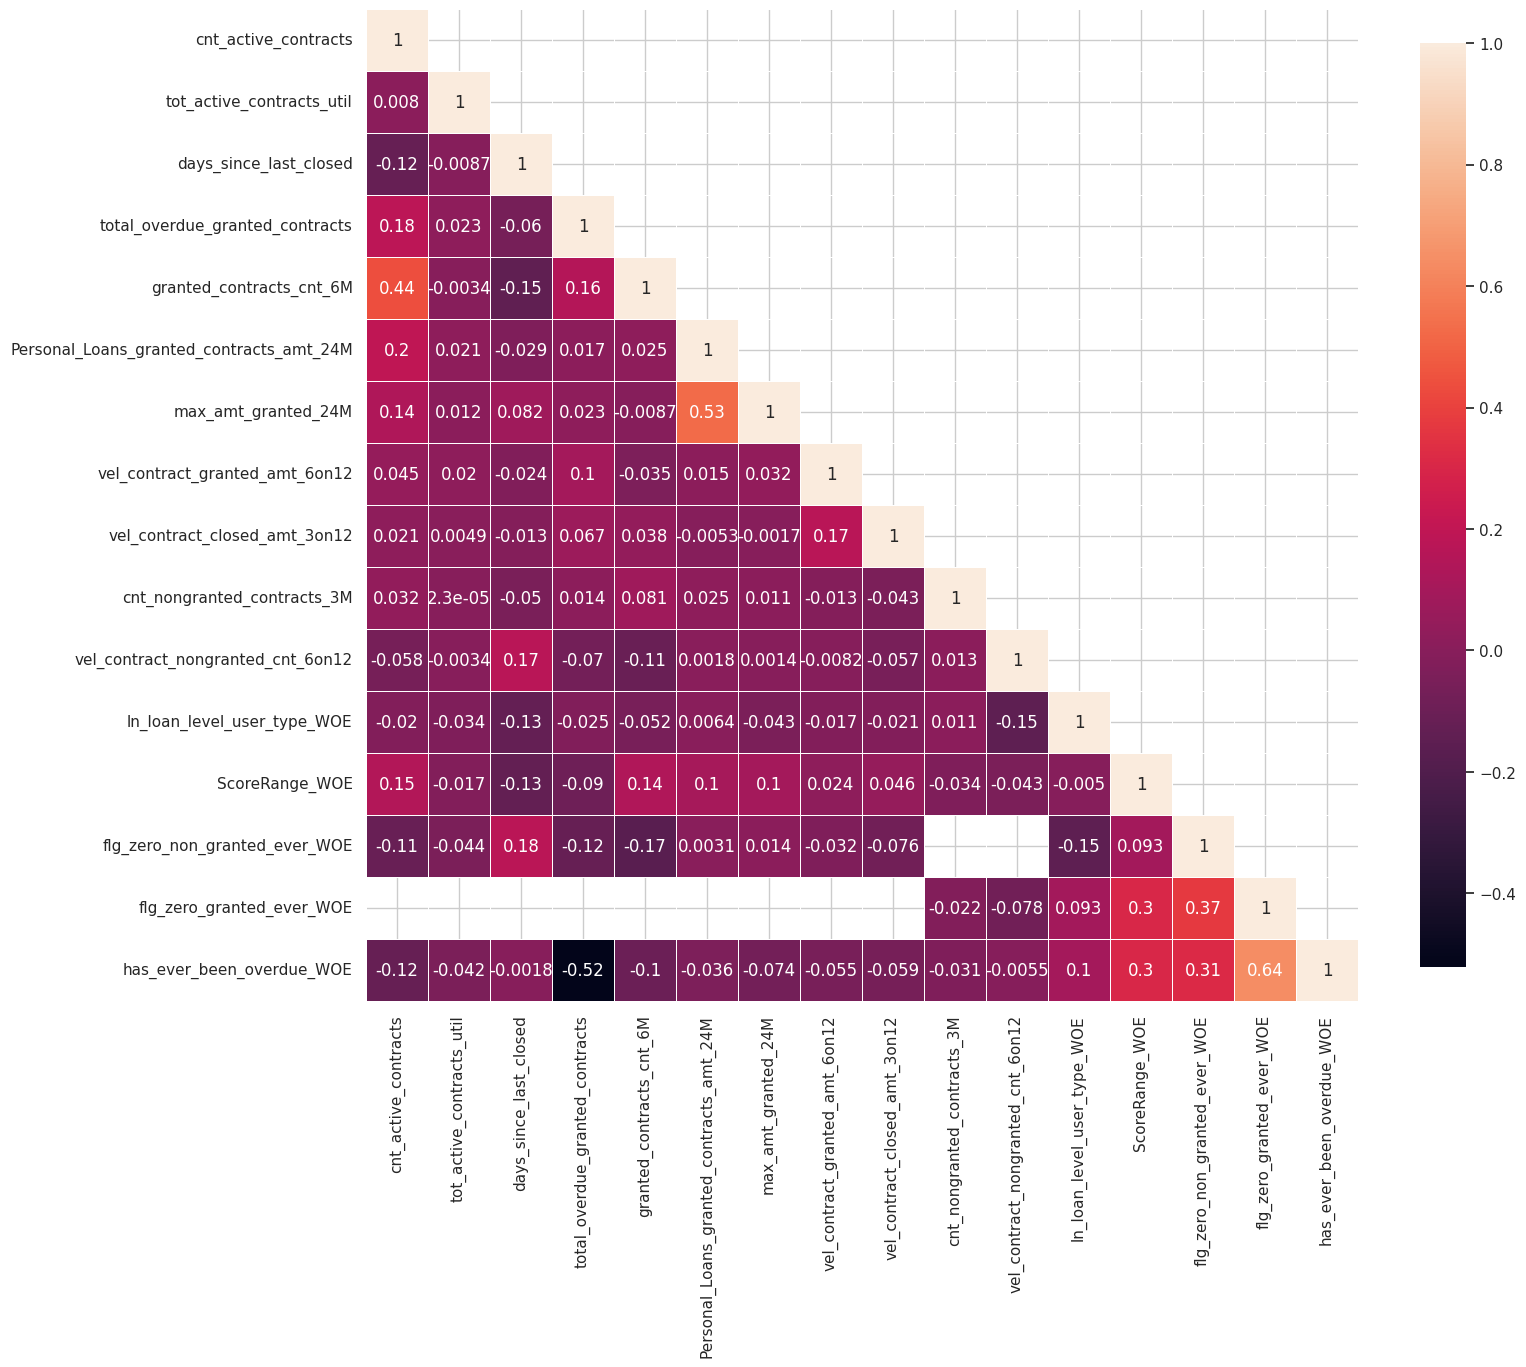 cnt_active_contracts 1
tot_active_contracts_util 0.008 1
days_since_last_closed -0.12 -0.0087 1
total_overdue_granted_contracts 0.18 0.023 -0.06 1
granted_contracts_cnt_6M 0.44 -0.0034 -0.15 0.16 1
Personal_Loans_granted_contracts_amt_24M 0.2 0.021 -0.029 0.017 0.025 1
max_amt_granted_24M 0.14 0.012 0.082 0.023 -0.0087 0.53 1
vel_contract_granted_amt_6on12 0.045 0.02 -0.024 0.1 -0.035 0.015 0.032 1
vel_contract_closed_amt_3on12 0.021 0.0049 -0.013 0.067 0.038 -0.0053 -0.0017 0.17 1
cnt_nongranted_contracts_3M 0.032 2.3e-05 -0.05 0.014 0.081 0.025 0.011 -0.013 -0.043 1
vel_contract_nongranted_cnt_6on12 -0.058 -0.0034 0.17 -0.07 -0.11 0.0018 0.0014 -0.0082 -0.057 0.013 1
ln_loan_level_user_type_WOE -0.02 -0.034 -0.13 -0.025 -0.052 0.0064 -0.043 -0.017 -0.021 0.011 -0.15 1
ScoreRange_WOE 0.15 -0.017 -0.13 -0.09 0.14 0.1 0.1 0.024 0.046 -0.034 -0.043 -0.005 1
flg_zero_non_granted_ever_WOE -0.11 -0.044 0.18 -0.12 -0.17 0.0031 0.014 -0.032 -0.076 -0.15 0.093 1
flg_zero_granted_ever_WOE -0.022 -0.078 0.093 0.3 0.37 1
has_ever_been_overdue_WOE -0.12 -0.042 -0.0018 -0.52 -0.1 -0.036 -0.074 -0.055 -0.059 -0.031 -0.0055 0.1 0.3 0.31 0.64 1
cnt_active_contracts
tot_active_contracts_util
days_since_last_closed
total_overdue_granted_contracts
granted_contracts_cnt_6M
Personal_Loans_granted_contracts_amt_24M
max_amt_granted_24M
vel_contract_granted_amt_6on12
vel_contract_closed_amt_3on12
cnt_nongranted_contracts_3M
vel_contract_nongranted_cnt_6on12
ln_loan_level_user_type_WOE
ScoreRange_WOE
flg_zero_non_granted_ever_WOE
flg_zero_granted_ever_WOE
has_ever_been_overdue_WOE
1.0
0.8
0.6
0.4
0.2
0.0
−0.2
−0.4